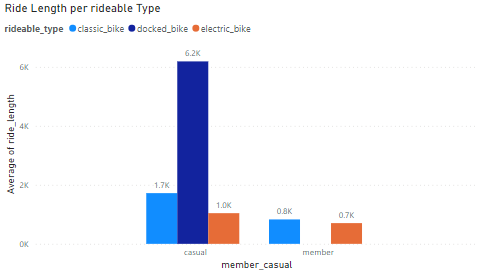 Ride Length per rideable Type
rideable_type classic_bike docked_bike electric_bike
Average of ride_length
6K
4K
2K
0K
1.7K
6.2K
1.0K
0.8K
0.7K
casual
member
member_casual